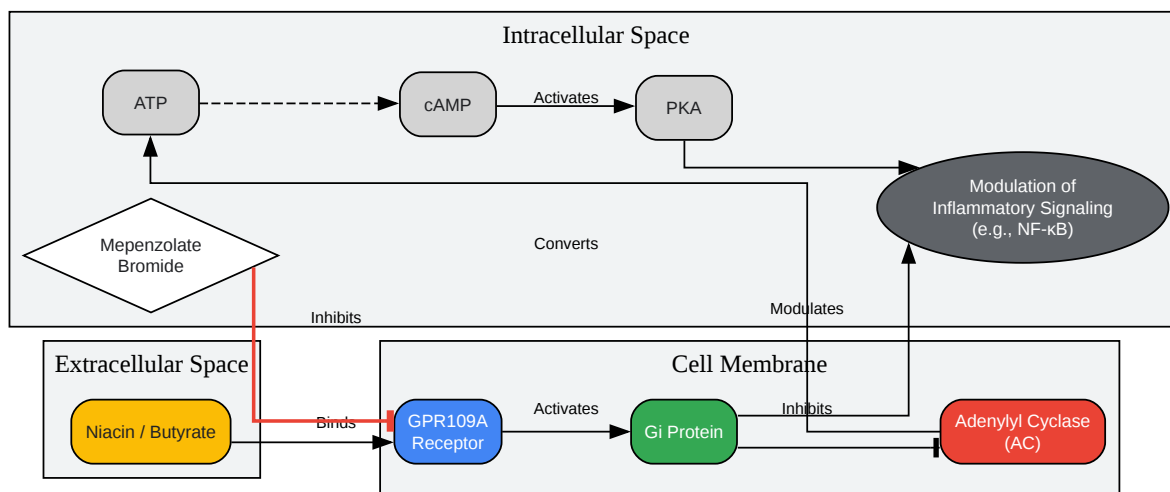 Intracellular Space
ATP
cAMP
Activates
PKA
Modulation of
Inflammatory Signaling
(e.g., NF-κB)
Mepenzolate
Bromide
Converts
Modulates
Inhibits
Extracellular Space
Cell Membrane
Niacin / Butyrate
Binds
GPR109A
Receptor
Activates
Gi Protein
Inhibits
Adenylyl Cyclase
(AC)